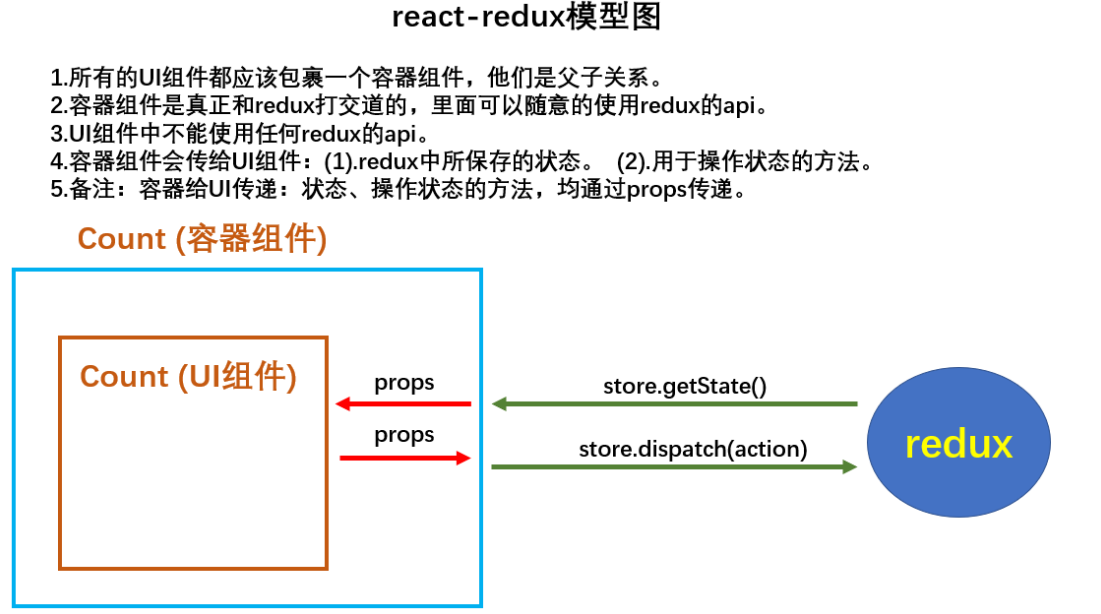 react-redux模型图
1.所有的UI组件都应该包裹一个容器组件，他们是父子关系。
2.容器组件是真正和redux打交道的，里面可以随意的使用redux的api。
3.UI组件中不能使用任何redux的api。
4.容器组件会传给UI组件：(1).redux中所保存的状态。 (2).用于操作状态的方法。
5.备注：容器给UI传递：状态、操作状态的方法，均通过props传递。
Count (容器组件)
Count (UI组件)
props
store.getState()
props
store.dispatch(action)
redux